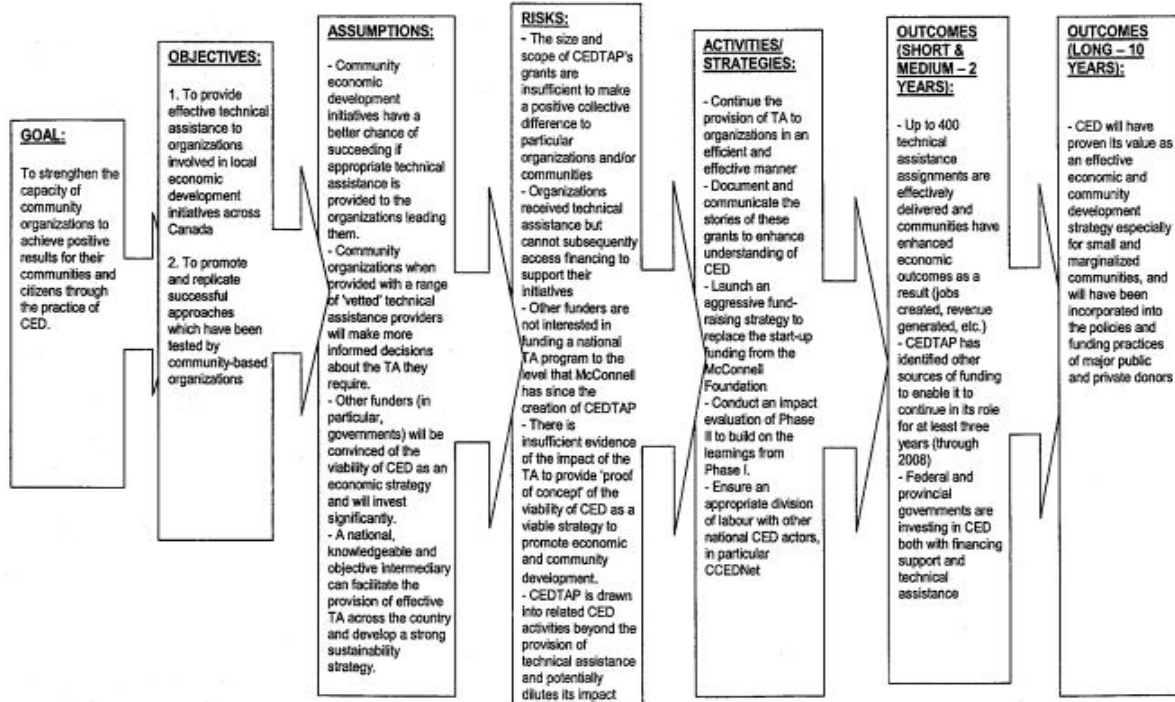 GOAL:
To strengthen the
capacity of
community
organizations to
achieve positive
results for their
communities and
citizens through
the practice of
CED.
OBJECTIVES:
1. To provide
effective technical
assistance to
organizations
involved in local
economic
development
initiatives across
Canada
2. To promote
and replicate
successful
approaches
which have been
tested by
community-based
organizations
ASSUMPTIONS:
- Community
economic
development
initiatives have a
better chance of
succeeding if
appropriate technical
assistance is
provided to the
organizations leading
them.
- Community
organizations when
provided with a range
of 'vetted' technical
assistance providers
will make more
informed decisions
about the TA they
require.
- Other funders (in
particular,
governments) will be
convinced of the
viability of CED as an
economic strategy
and will invest
significantly.
- A national,
knowledgeable and
objective intermediary
can facilitate the
provision of effective
TA across the country
and develop a strong
sustainability
strategy.
RISKS:
- The size and
scope of CEDTAP's
grants are
insufficient to make
a positive collective
difference to
particular
organizations and/or
communities
- Organizations
received technical
assistance but
cannot subsequently
access financing to
support their
initiatives
- Other funders are
not interested in
funding a national
TA program to the
level that McConnell
has since the
creation of CEDTAP
- There is
insufficient evidence
of the impact of the
TA to provide 'proof
of concept' of the
viability of CED as a
viable strategy to
promote economic
and community
development.
- CEDTAP is drawn
into related CED
activities beyond the
provision of
technical assistance
and potentially
dilutes its impact
ACTIVITIES/
STRATEGIES:
- Continue the
provision of TA to
organizations in an
efficient and
effective manner
- Document and
communicate the
stories of these
grants to enhance
understanding of
CED
- Launch an
aggressive fund-
raising strategy to
replace the start-up
funding from the
McConnell
Foundation
- Conduct an impact
evaluation of Phase
II to build on the
learnings from
Phase I.
- Ensure an
appropriate division
of labour with other
national CED actors,
in particular
CCEDNet
OUTCOMES
(SHORT &
MEDIUM – 2
YEARS):
- Up to 400
technical
assistance
assignments are
effectively
delivered and
communities have
enhanced
economic
outcomes as a
result (jobs
created, revenue
generated, etc.)
- CEDTAP has
identified other
sources of funding
to enable it to
continue in its role
for at least three
years (through
2008)
- Federal and
provincial
governments are
investing in CED
both with financing
support and
technical
assistance
OUTCOMES
(LONG – 10
YEARS):
- CED will have
proven its value as
an effective
economic and
community
development
strategy especially
for small and
marginalized
communities, and
will have been
incorporated into
the policies and
funding practices
of major public
and private donors